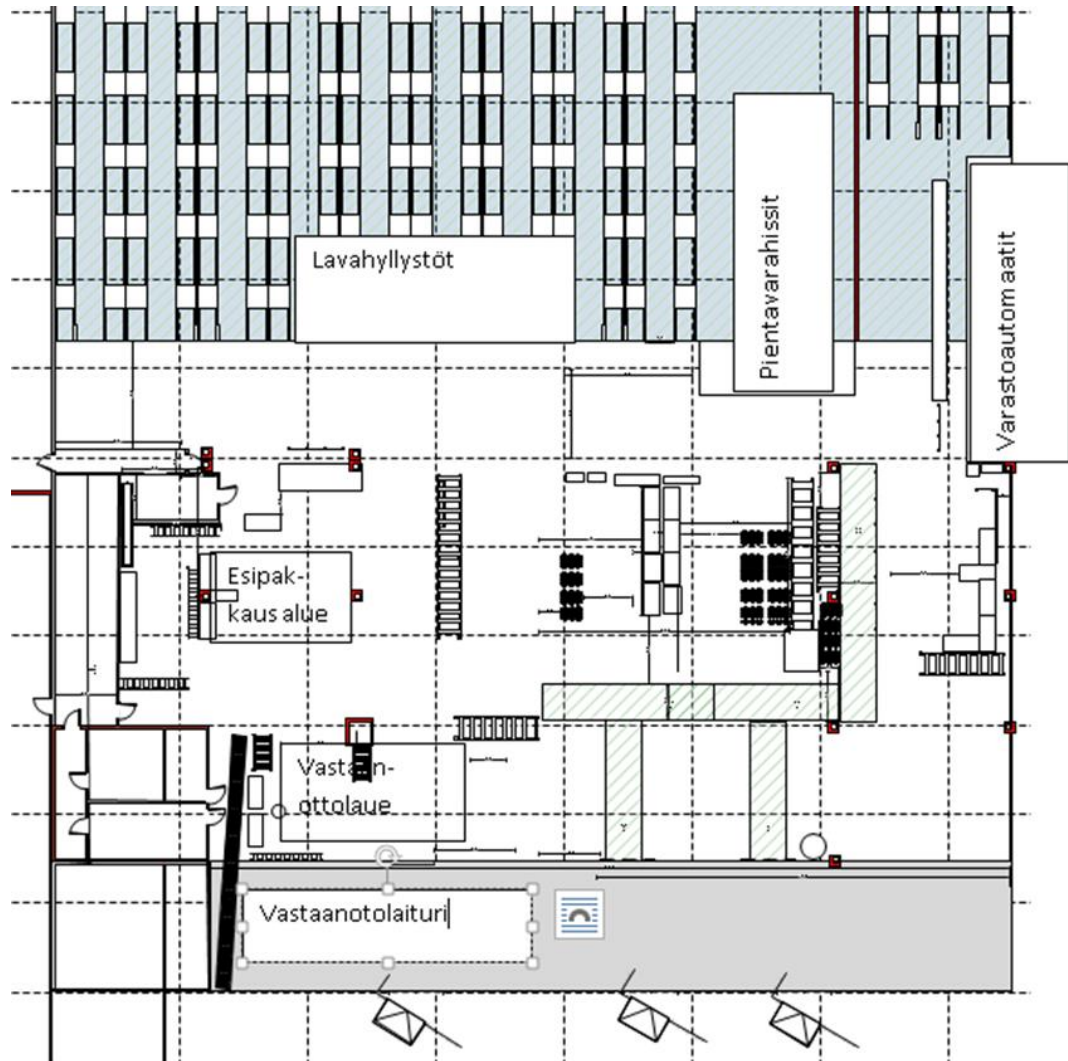 Lavahyllystöt
Pientavarahissit
Varastoautom aatit
Esipak-
kaus alue
Vastaan-
ottolaue
Vastaanotolaituri